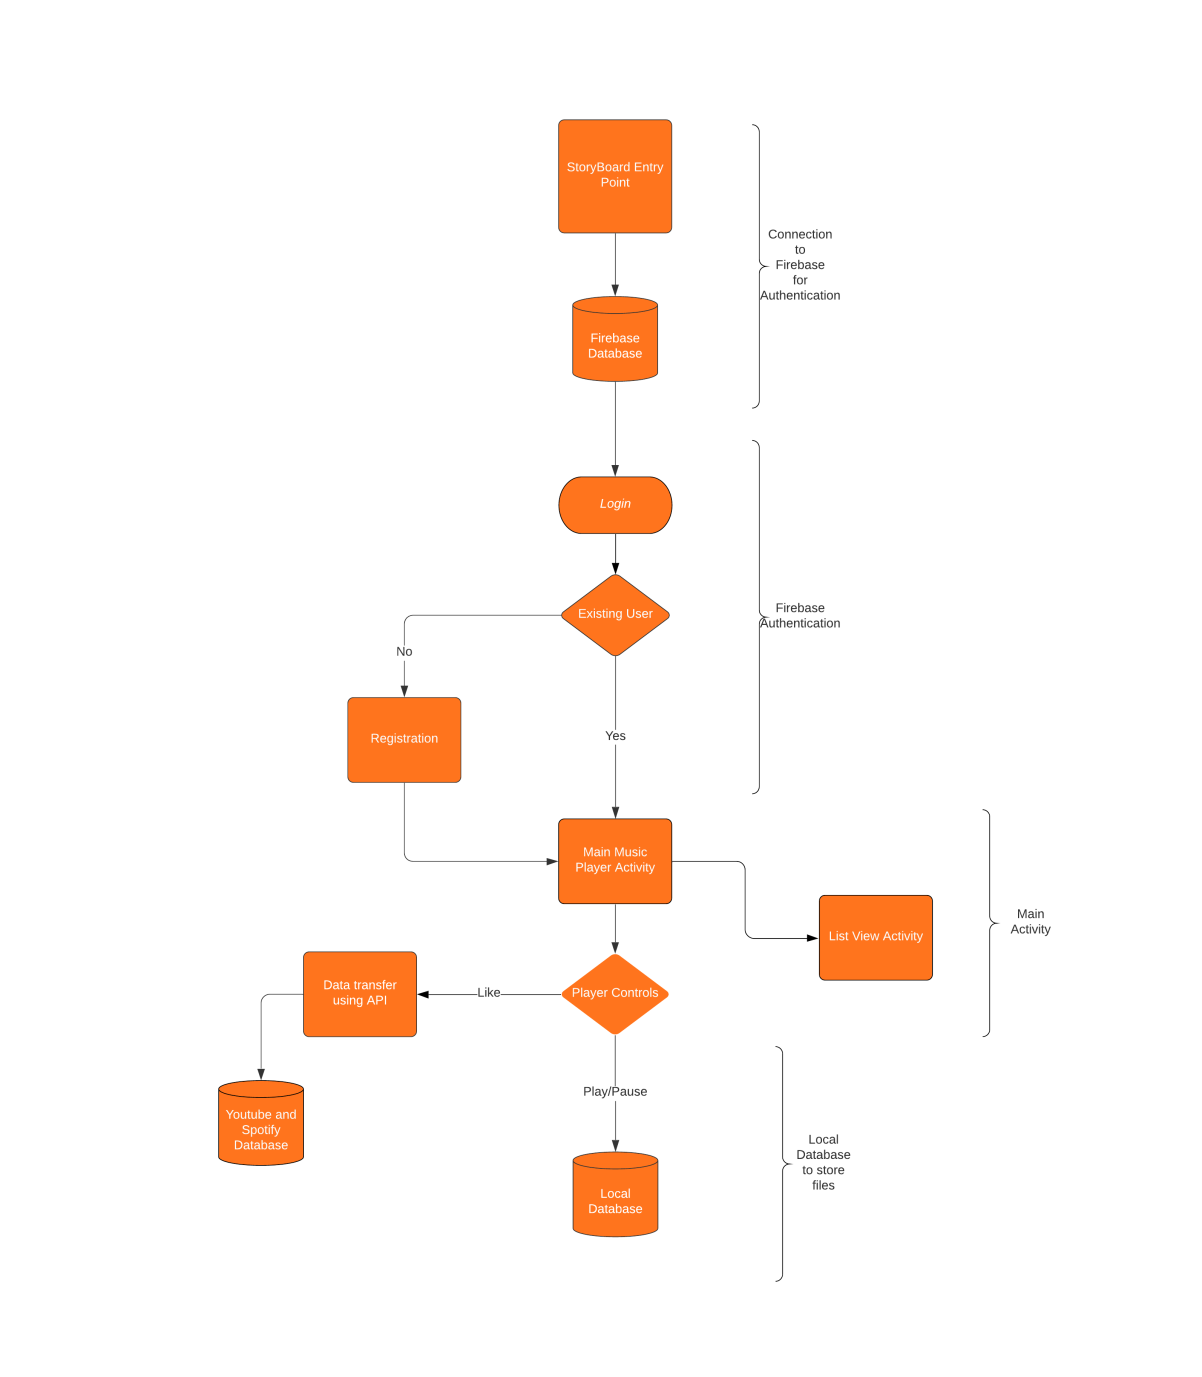 StoryBoard Entry
Point
Connection
to
Firebase
for
Authentication
Firebase
Database
Login
Existing User
Firebase
Authentication
No
Registration
Yes
Main Music
Player Activity
List View Activity
Main
Activity
Data transfer
using API
Like
Player Controls
Play/Pause
Youtube and
Spotify
Database
Local
Database
to store
files
Local
Database